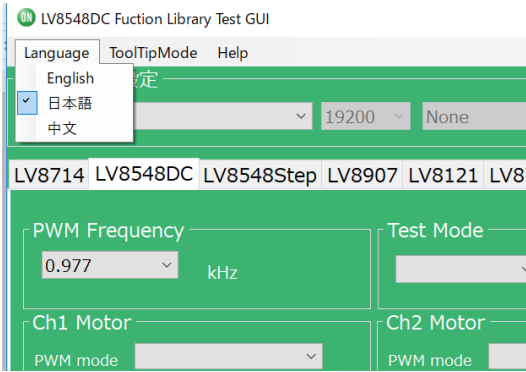 ON LV8548DC Fuction Library Test GUI
Language ToolTipMode Help
English
定
日本語
19200 None
中文
LV8714 LV8548DC LV8548Step LV8907 LV8121
PWM Frequency Test Mode
0.977 kHz
Ch1 Motor Ch2 Motor
PWM mode PWM mode